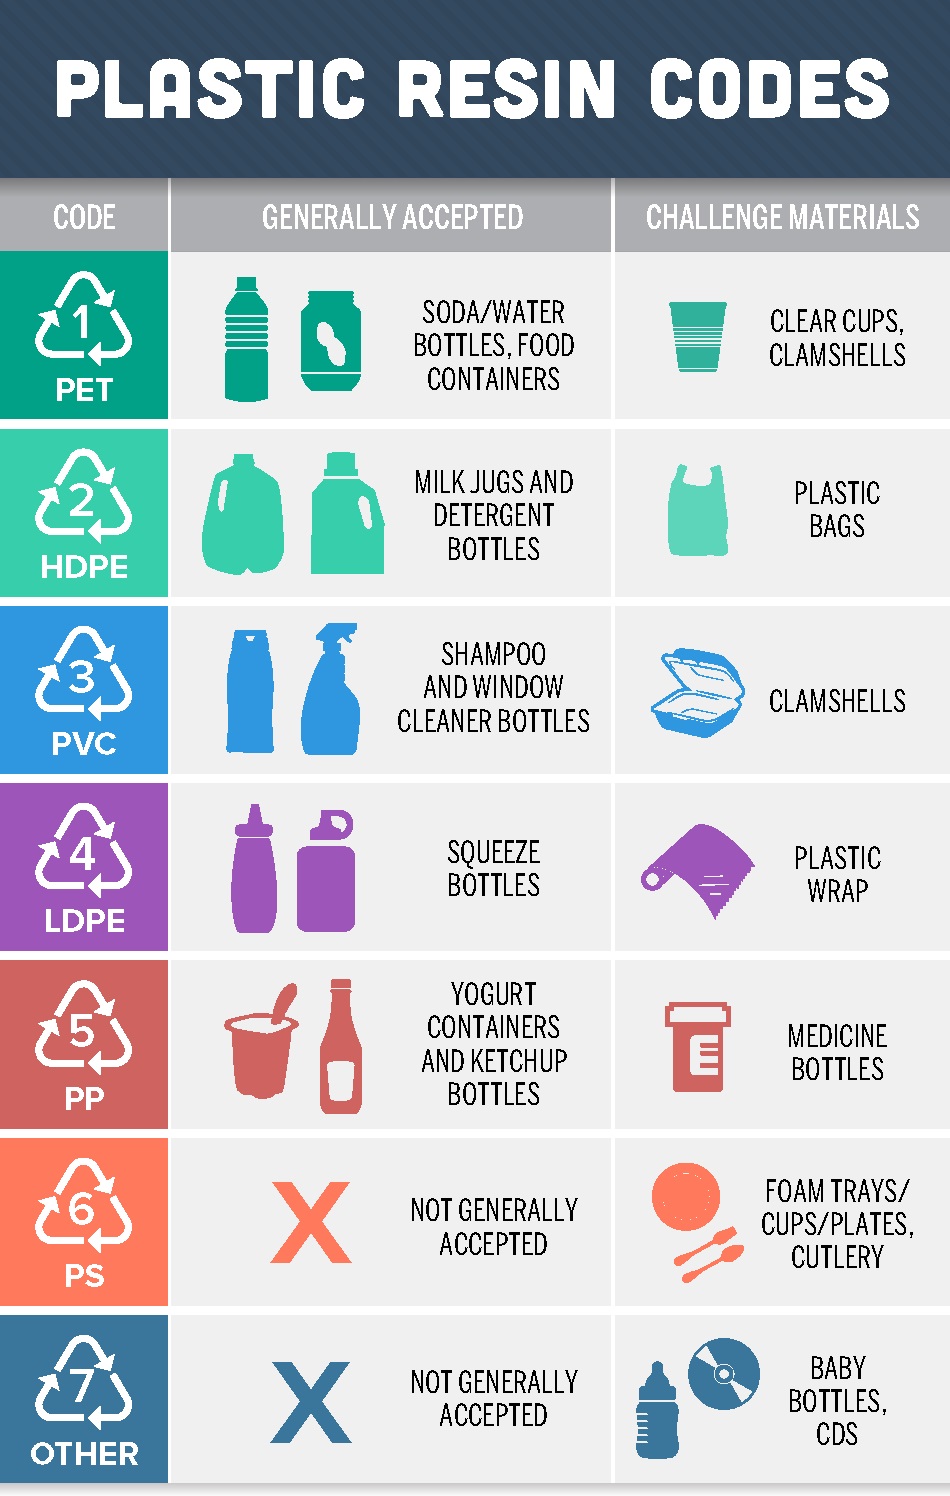 PLASTIC RESIN CODES
CODE
GENERALLY ACCEPTED
CHALLENGE MATERIALS
1
PET
SODA/WATER
BOTTLES, FOOD
CONTAINERS
CLEAR CUPS,
CLAMSHELLS
2
HDPE
MILK JUGS AND
DETERGENT
BOTTLES
PLASTIC
BAGS
3
PVC
SHAMPOO
AND WINDOW
CLEANER BOTTLES
CLAMSHELLS
4
LDPE
SQUEEZE
BOTTLES
PLASTIC
WRAP
5
PP
YOGURT
CONTAINERS
AND KETCHUP
BOTTLES
MEDICINE
BOTTLES
6
PS
X
NOT GENERALLY
ACCEPTED
FOAM TRAYS/
CUPS/PLATES,
CUTLERY
7
OTHER
X
NOT GENERALLY
ACCEPTED
BABY
BOTTLES,
CDS